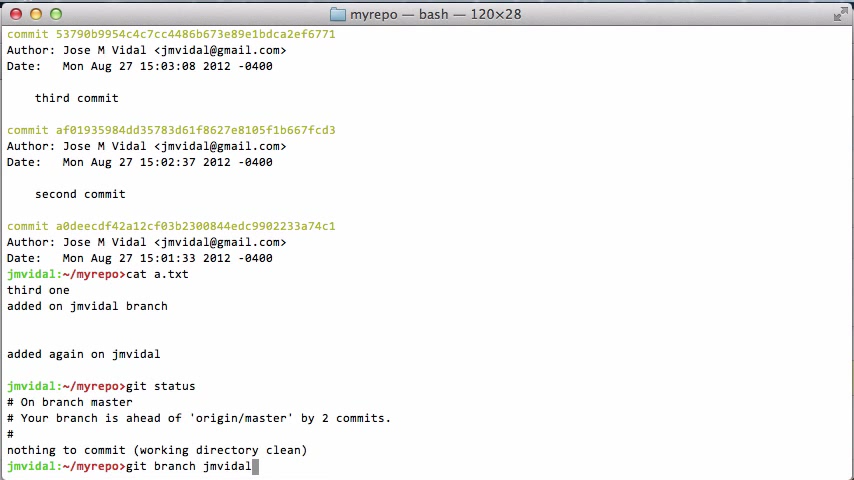 myrepo — bash — 120×28
commit 53790b9954c4c7cc4486b673e89e1bdca2ef6771
Author: Jose M Vidal <jmvidal@gmail.com>
Date:   Mon Aug 27 15:03:08 2012 -0400
third commit
commit af01935984dd35783d61f8627e8105f1b667fcd3
Author: Jose M Vidal <jmvidal@gmail.com>
Date:   Mon Aug 27 15:02:37 2012 -0400
second commit
commit a0deecdf42a12cf03b2300844edc9902233a74c1
Author: Jose M Vidal <jmvidal@gmail.com>
Date:   Mon Aug 27 15:01:33 2012 -0400
jmvidal:~/myrepo>cat a.txt
third one
added on jmvidal branch
added again on jmvidal
jmvidal:~/myrepo>git status
# On branch master
# Your branch is ahead of 'origin/master' by 2 commits.
#
nothing to commit (working directory clean)
jmvidal:~/myrepo>git branch jmvidal